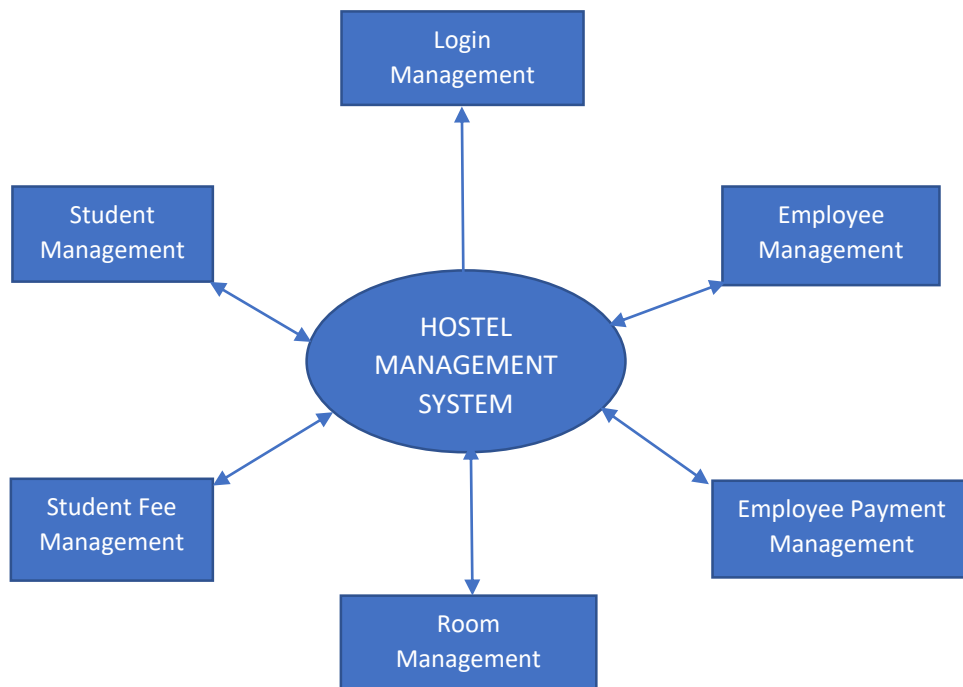 Login
Management
Student
Management
Employee
Management
HOSTEL
MANAGEMENT
SYSTEM
Student Fee
Management
Employee Payment
Management
Room
Management